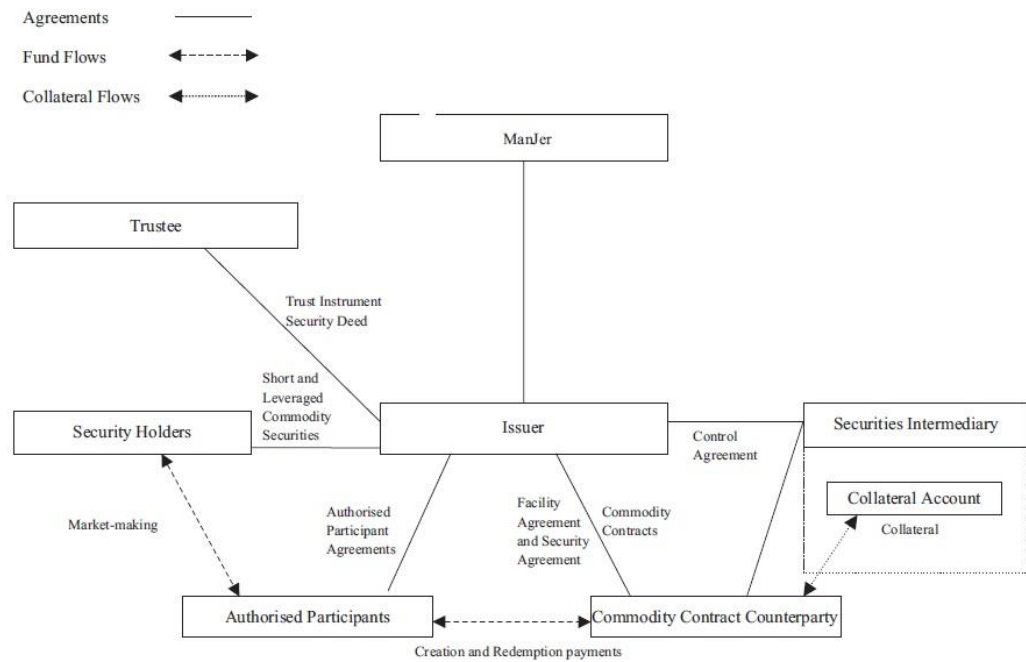 Agreements
Fund Flows
Collateral Flows
ManJer
Trustee
Trust Instrument
Security Deed
Short and
Leveraged
Commodity
Securities
Security Holders
Issuer
Control
Agreement
Securities Intermediary
Collateral Account
Collateral
Market-making
Authorised
Participant
Agreements
Facility
Agreement
and Security
Agreement
Commodity
Contracts
Authorised Participants
Commodity Contract Counterparty
Creation and Redemption payments